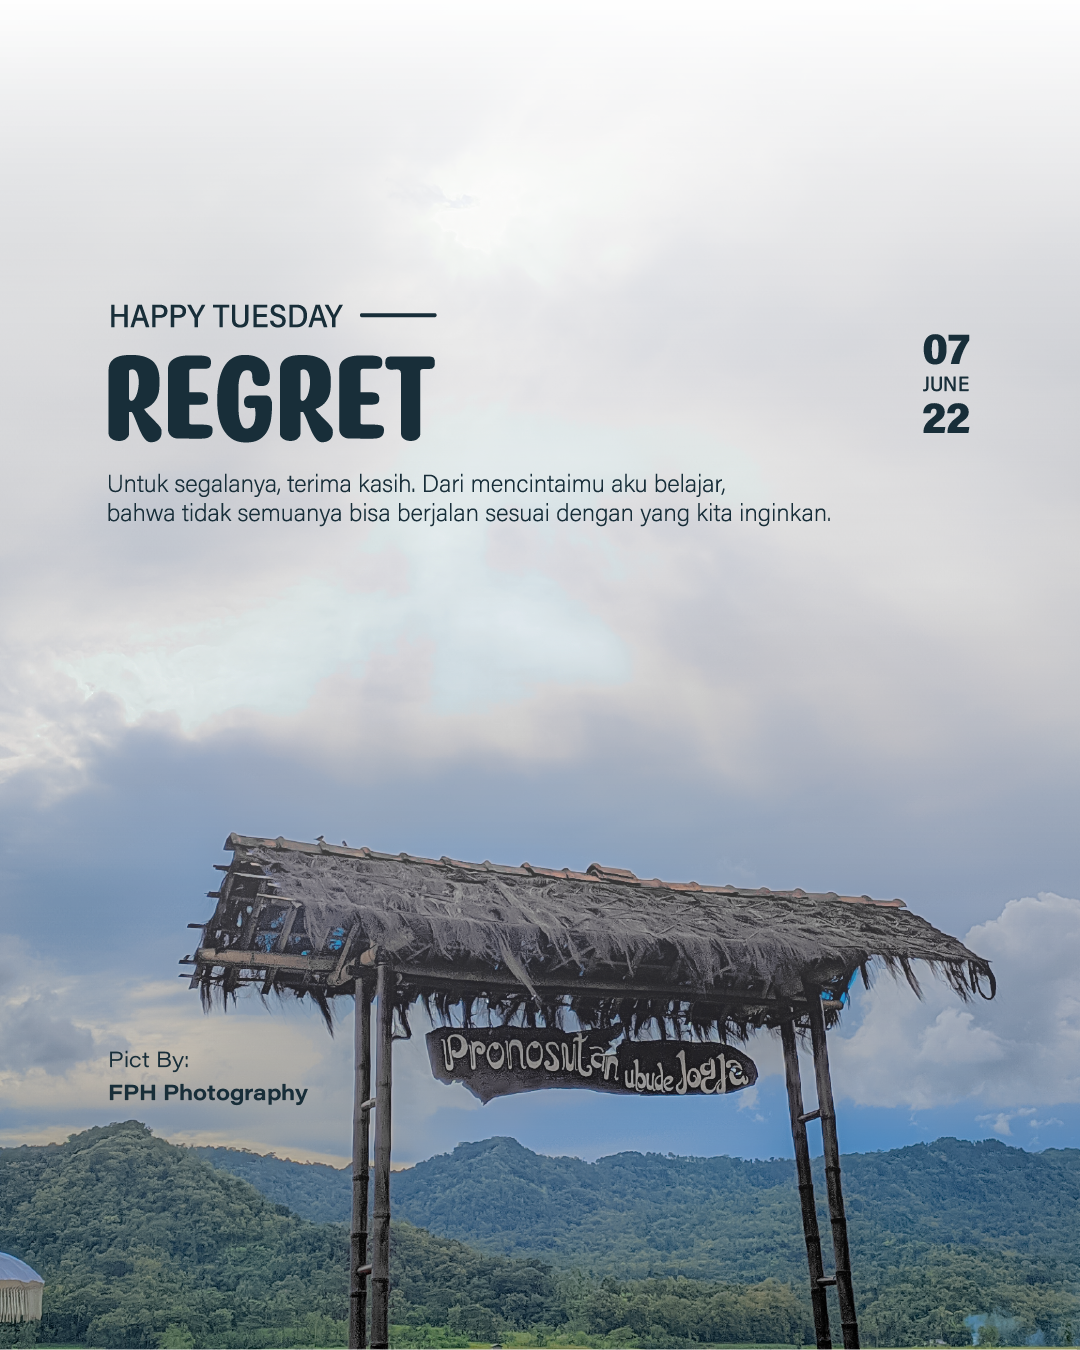 HAPPY TUESDAY
REGRET
07
JUNE
22
Untuk segalanya, terima kasih. Dari mencintaimu aku belajar,
bahwa tidak semuanya bisa berjalan sesuai dengan yang kita inginkan.
Pronosutan ubude Jogja
Pict By:
FPH Photography